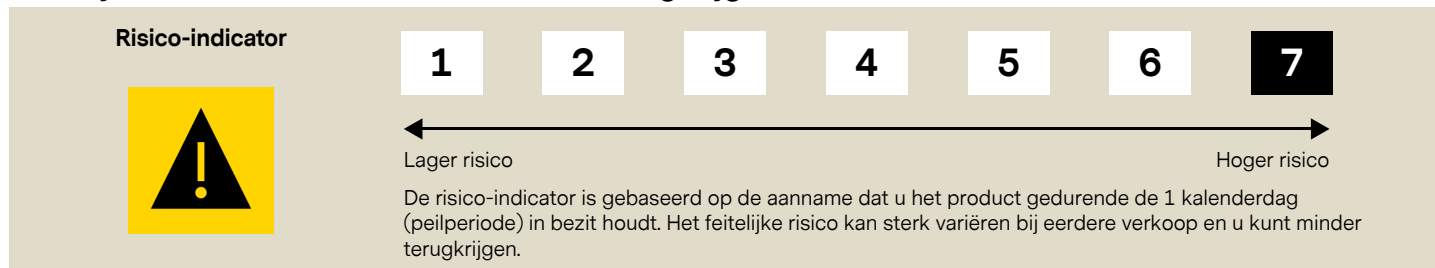 Risico-indicator
1 2 3 4 5 6 7
Lager risico Hoger risico
De risico-indicator is gebaseerd op de aanname dat u het product gedurende de 1 kalenderdag
(peilperiode) in bezit houdt. Het feitelijke risico kan sterk variëren bij eerdere verkoop en u kunt minder
terugkrijgen.